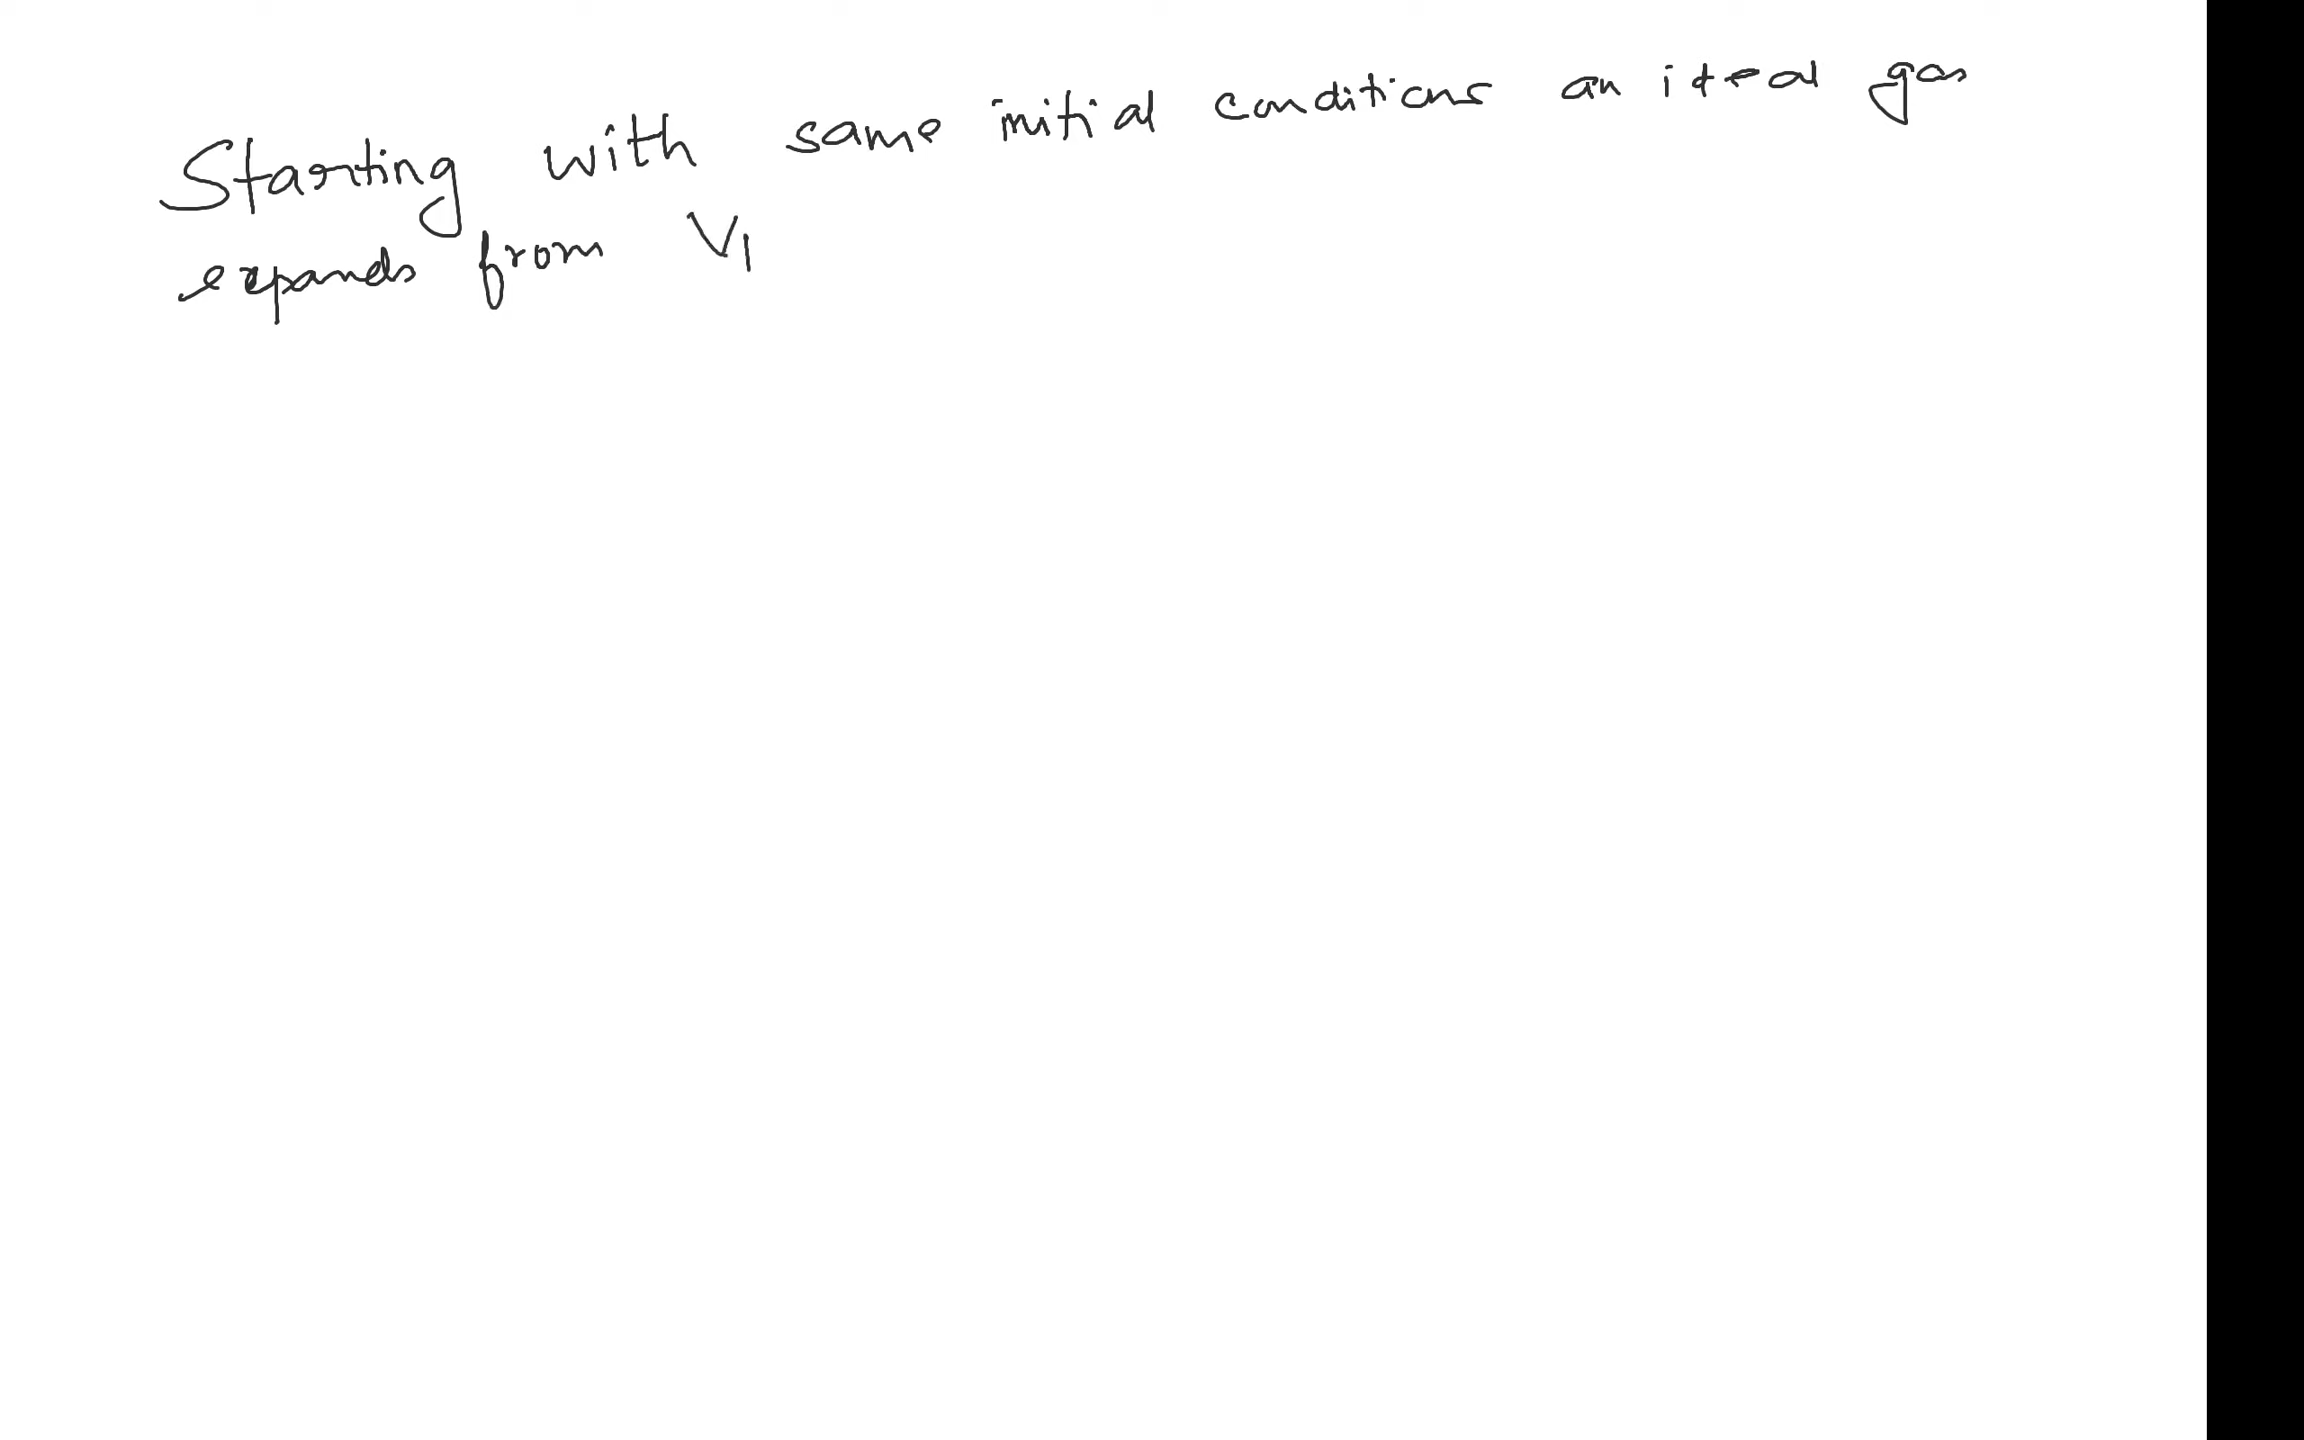 Starting with same initial conditions an ideal gas
expands from V₁